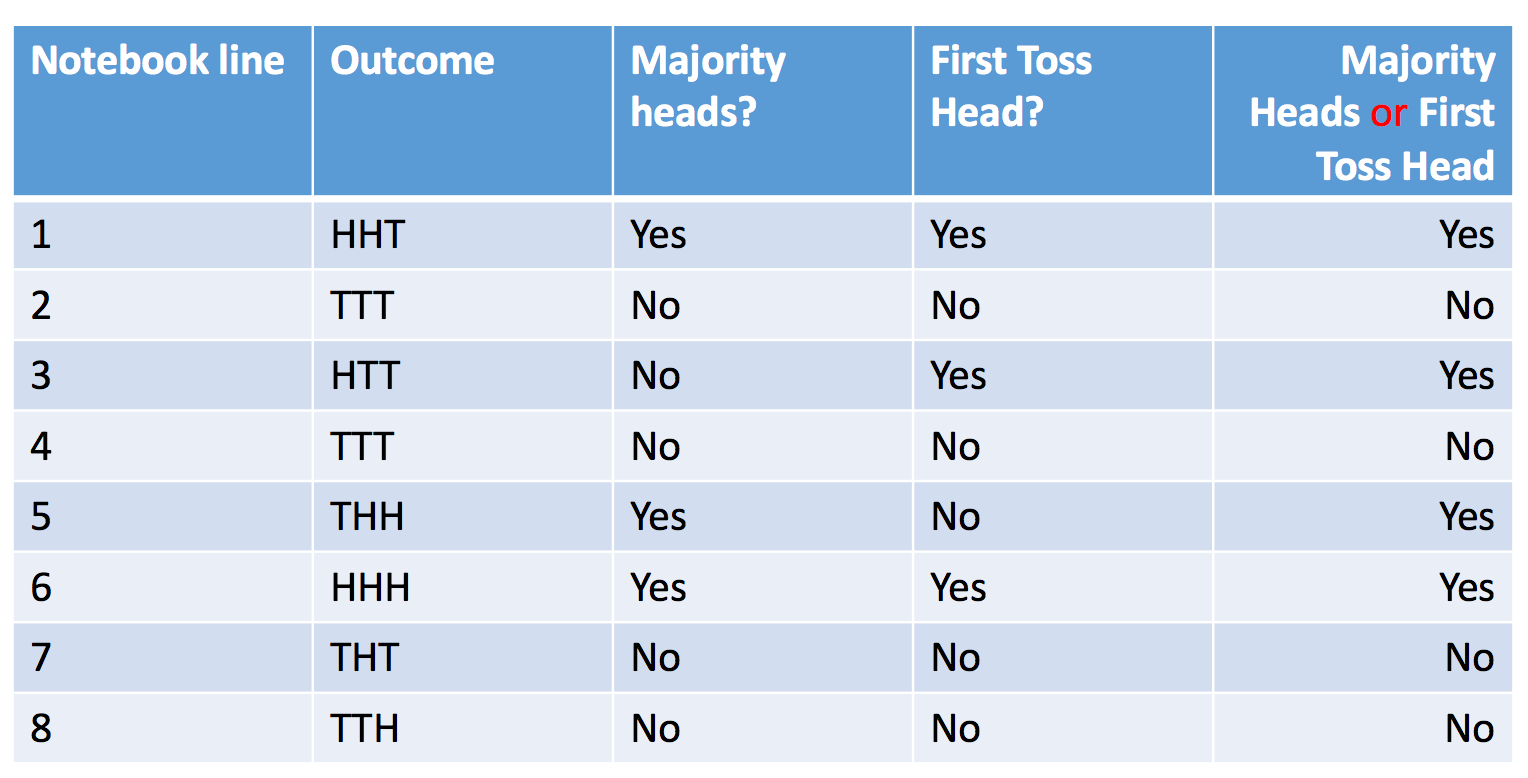 Notebook line Outcome Majority heads? First Toss Head? Majority Heads or First Toss Head
1 HHT Yes Yes Yes
2 TTT No No No
3 HTT No Yes Yes
4 TTT No No No
5 THH Yes No Yes
6 HHH Yes Yes Yes
7 THT No No No
8 TTH No No No